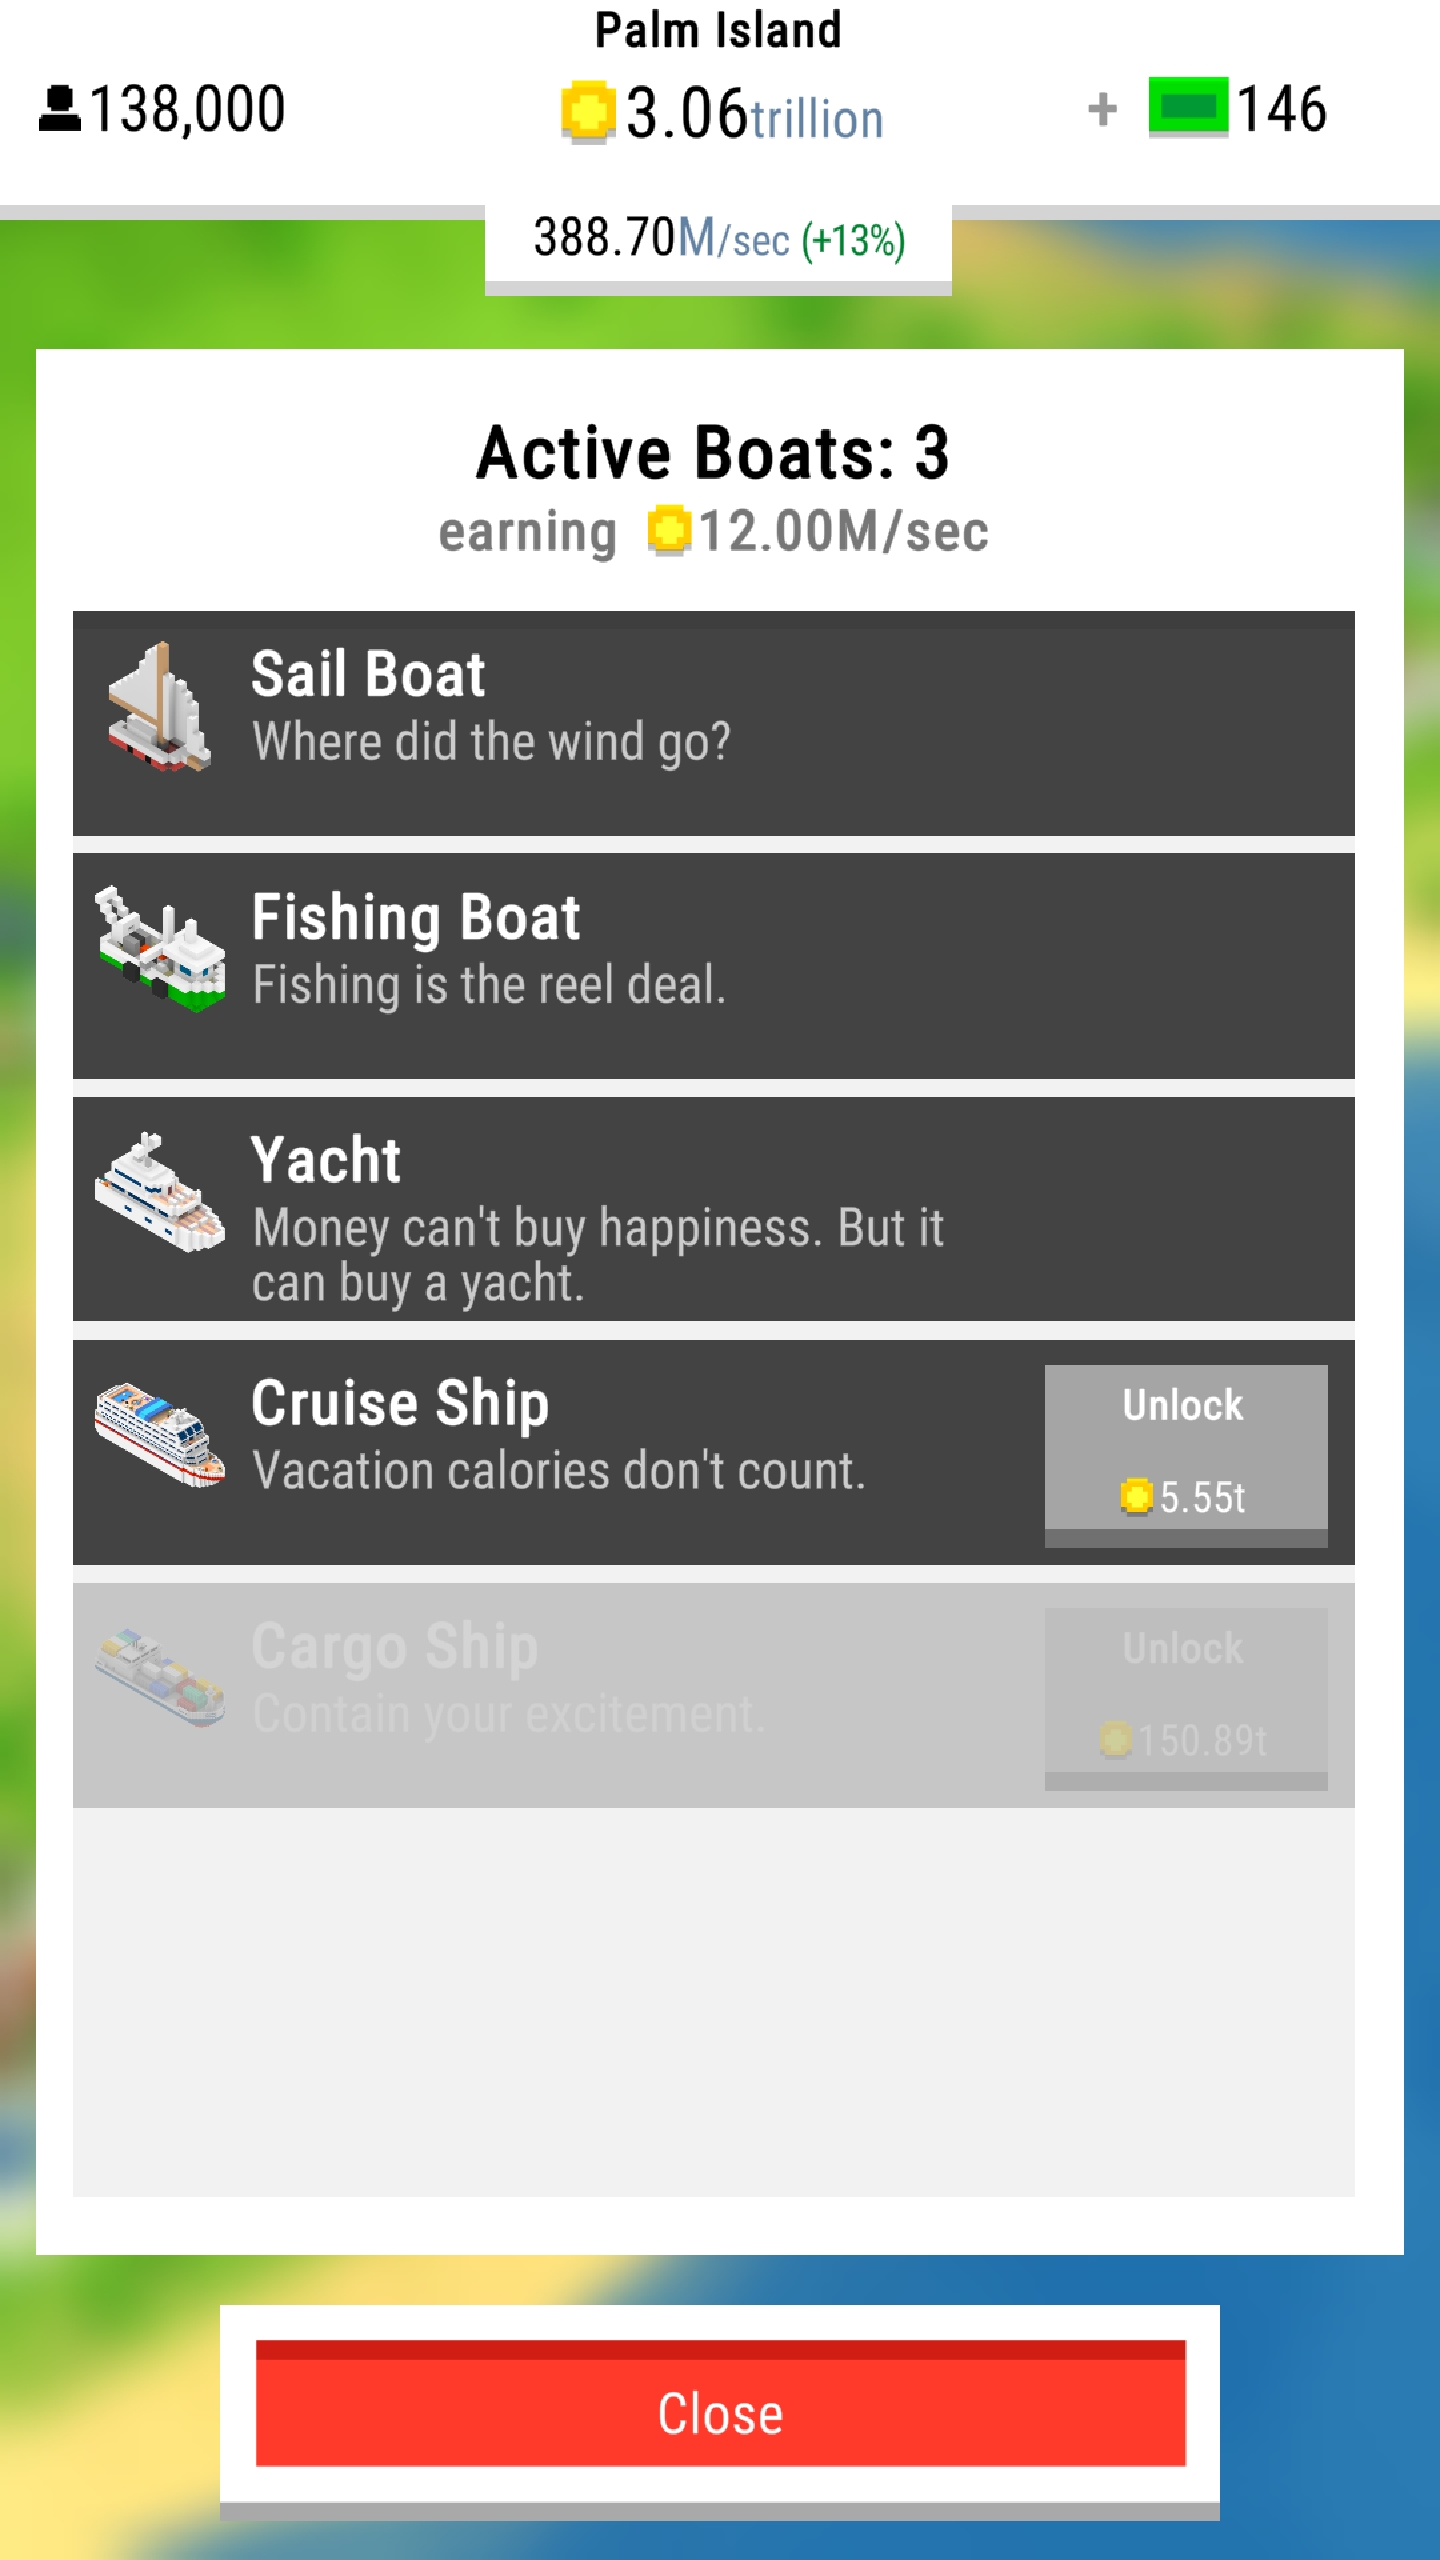 Palm Island
138,000
3.06trillion
+ 146
388.70M/sec (+13%)
Active Boats: 3
earning 12.00M/sec
Sail Boat
Where did the wind go?
Fishing Boat
Fishing is the reel deal.
Yacht
Money can't buy happiness. But it
can buy a yacht.
Cruise Ship
Vacation calories don't count.
Unlock
5.55t
Cargo Ship
Contain your excitement.
Unlock
150.89t
Close